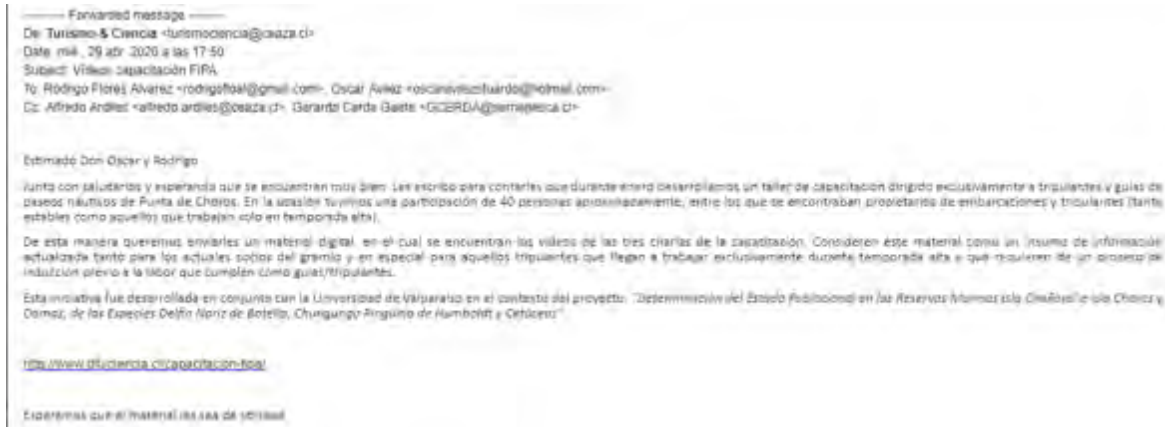 ---------- Forwarded message ---------
De: Turismo & Ciencia <turismociencia@ceaza.cl>
Date: mié., 29 abr. 2020 a las 17:50
Subject: Videos capacitación FIPA
To: Rodrigo Flores Alvarez, Oscar
Cc: Alfredo Ardiles <alfredo.ardiles@ceaza.cl>, Gerardo Cerda Gaete <GCERDA@sernapesca.cl>
Estimado Don Oscar y Rodrigo
Junto con saludarlos y esperando que se encuentren muy bien. Les escribo para contarles que durante enero desarrollamos un taller de capacitación dirigido exclusivamente a tripulantes y guías de
paseos náuticos de Punta de Choros. En la ocasión tuvimos una participación de 40 personas aproximadamente, entre los que se encontraban propietarios de embarcaciones y tripulantes (tanto
estables como aquellos que trabajan solo en temporada alta).
De esta manera queremos enviarles un material digital, en el cual se encuentran los videos de las tres charlas de la capacitación. Consideren este material como un insumo de información
actualizada tanto para los actuales socios del gremio y en especial para aquellos tripulantes que llegan a trabajar exclusivamente durante temporada alta y que requieren de un proceso de
inducción previo a la labor que cumplen como guías/tripulantes.
Esta iniciativa fue desarrollada en conjunto con la Universidad de Valparaíso en el contexto del proyecto: "Determinación del Estado Poblacional en las Reservas Marinas Isla Chañaral e Isla Choros y
Damas, de las Especies Delfín Nariz de Botella, Chungungo Pingüino de Humboldt y Cetáceos".
http://www.difuciencia.cl/capacitacion-fipa/
Esperamos que el material les sea de utilidad